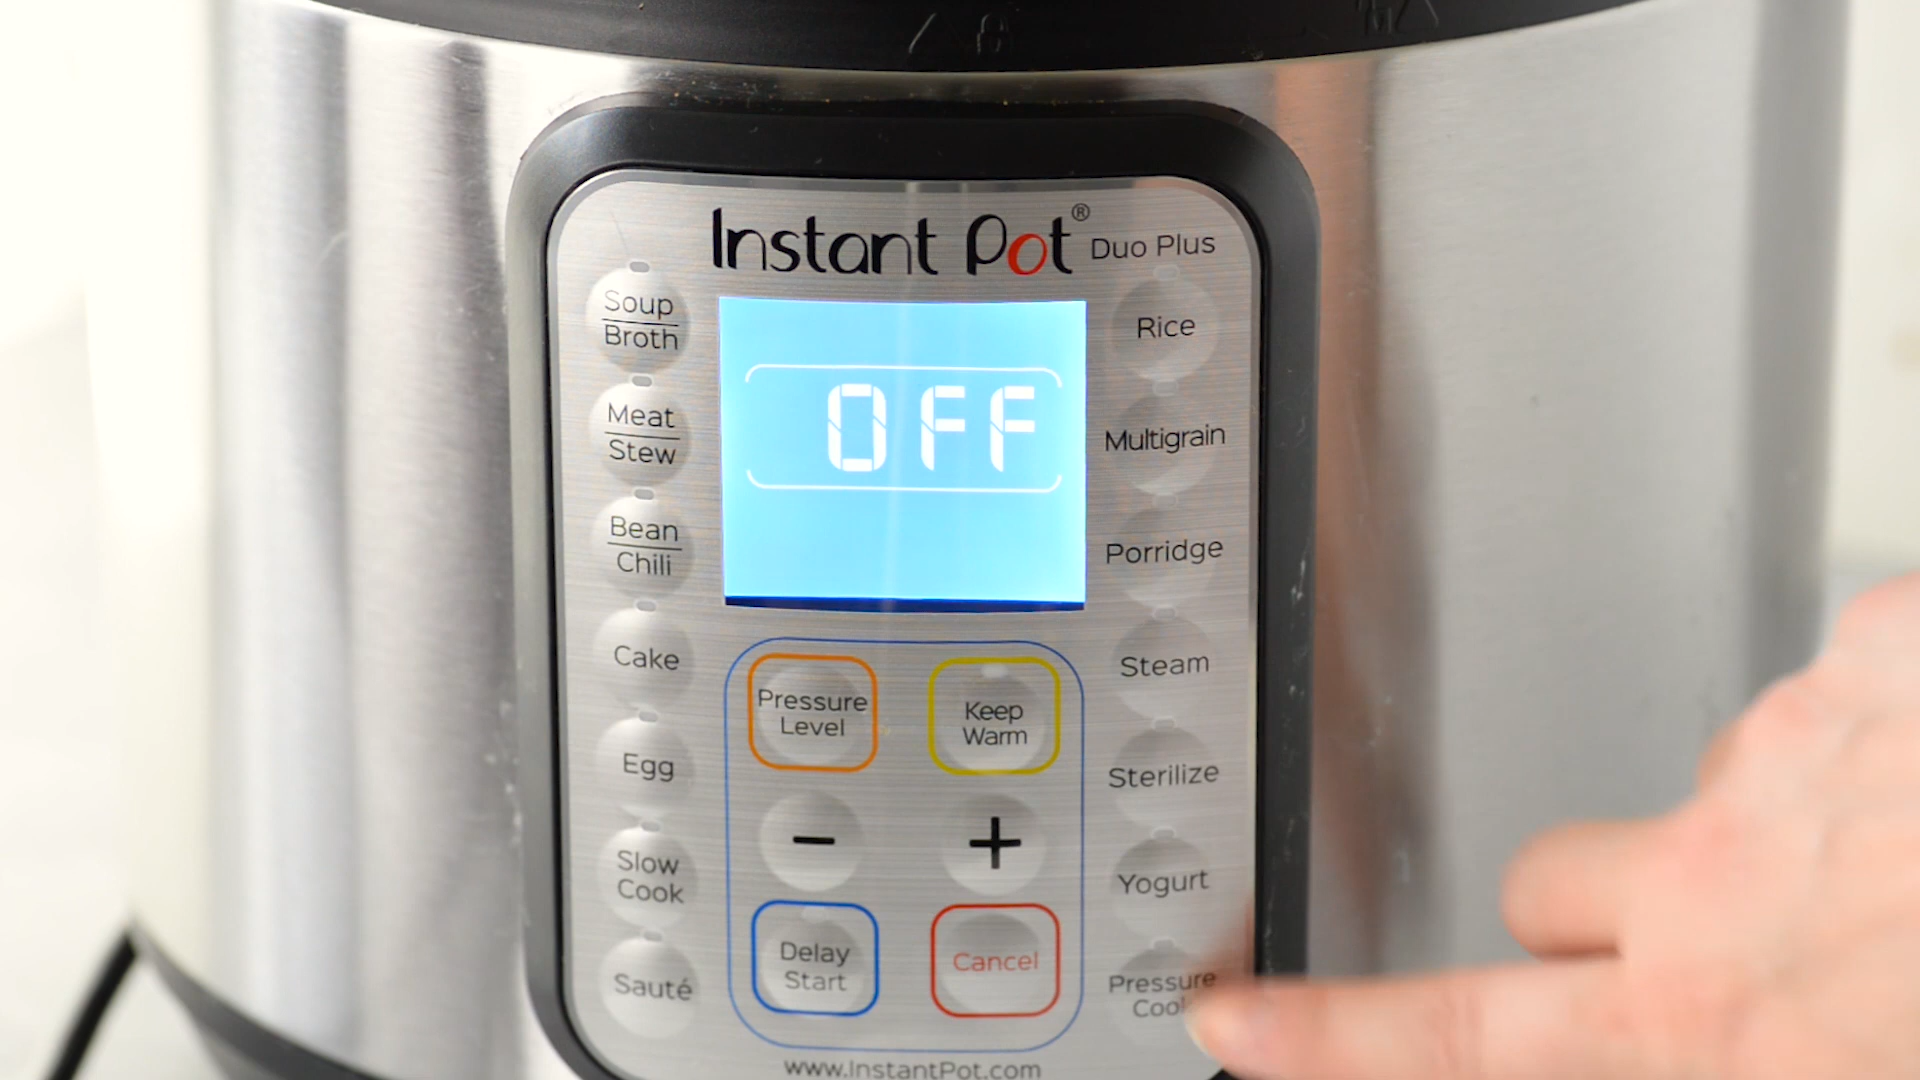 Instant Pot® Duo Plus
OFF
Soup
Broth
Meat
Stew
Bean
Chili
Cake
Egg
Slow
Cook
Sauté
Pressure
Level
Keep
Warm
−
+
Delay
Start
Cancel
Rice
Multigrain
Porridge
Steam
Sterilize
Yogurt
Pressure
Coo
www.InstantPot.com